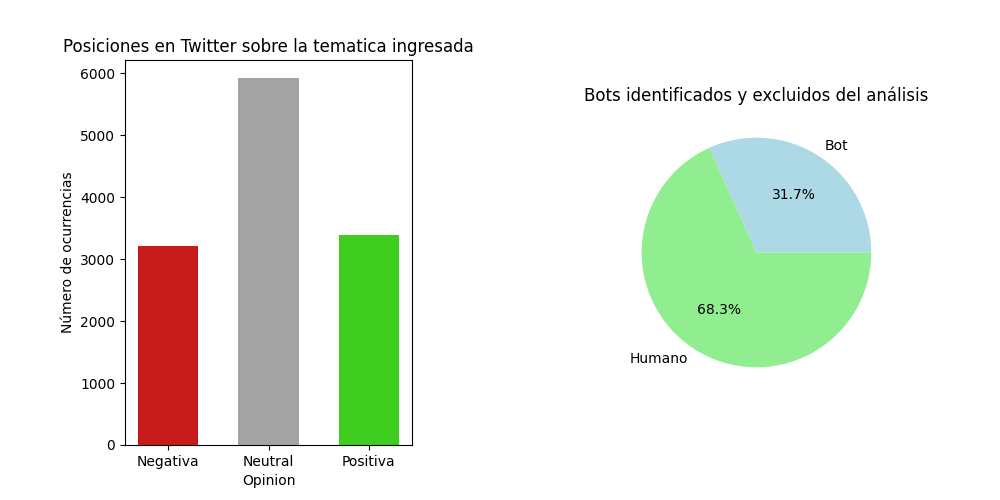 Posiciones en Twitter sobre la tematica ingresada
Número de ocurrencias
6000
5000
4000
3000
2000
1000
0
Negativa
Neutral
Positiva
Opinion
Bots identificados y excluidos del análisis
Bot
31.7%
68.3%
Humano